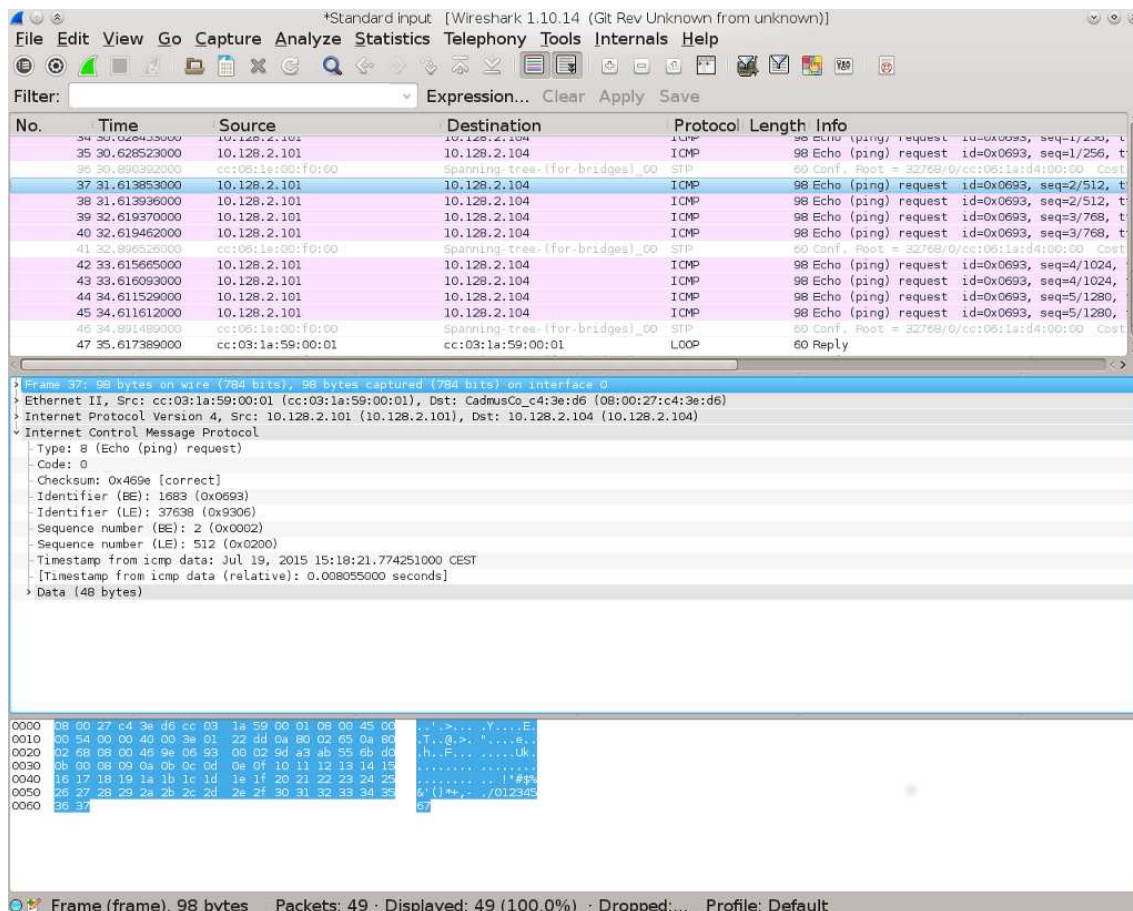 *Standard input [Wireshark 1.10.14 (Git Rev Unknown from unknown)]
File Edit View Go Capture Analyze Statistics Telephony Tools Internals Help
Filter: Expression... Clear Apply Save
No. Time Source Destination Protocol Length Info
34 30.628433000 10.128.2.101 10.128.2.104 ICMP 98 Echo (ping) request id=0x0693, seq=1/256, t
35 30.628523000 10.128.2.101 10.128.2.104 ICMP 98 Echo (ping) request id=0x0693, seq=1/256, t
36 30.890392000 cc:06:1e:00:f0:00 Spanning-tree-(for-bridges)_00 STP 60 Conf. Root = 32768/0/cc:06:1a:d4:00:00 Cost
37 31.613853000 10.128.2.101 10.128.2.104 ICMP 98 Echo (ping) request id=0x0693, seq=2/512, t
38 31.613936000 10.128.2.101 10.128.2.104 ICMP 98 Echo (ping) request id=0x0693, seq=2/512, t
39 32.619370000 10.128.2.101 10.128.2.104 ICMP 98 Echo (ping) request id=0x0693, seq=3/768, t
40 32.619462000 10.128.2.101 10.128.2.104 ICMP 98 Echo (ping) request id=0x0693, seq=3/768, t
41 32.896526000 cc:06:1e:00:f0:00 Spanning-tree-(for-bridges)_00 STP 60 Conf. Root = 32768/0/cc:06:1a:d4:00:00 Cost
42 33.615665000 10.128.2.101 10.128.2.104 ICMP 98 Echo (ping) request id=0x0693, seq=4/1024,
43 33.616093000 10.128.2.101 10.128.2.104 ICMP 98 Echo (ping) request id=0x0693, seq=4/1024,
44 34.611529000 10.128.2.101 10.128.2.104 ICMP 98 Echo (ping) request id=0x0693, seq=5/1280,
45 34.611612000 10.128.2.101 10.128.2.104 ICMP 98 Echo (ping) request id=0x0693, seq=5/1280,
46 34.891489000 cc:06:1e:00:f0:00 Spanning-tree-(for-bridges)_00 STP 60 Conf. Root = 32768/0/cc:06:1a:d4:00:00 Cost
47 35.617389000 cc:03:1a:59:00:01 cc:03:1a:59:00:01 LOOP 60 Reply
Frame 37: 98 bytes on wire (784 bits), 98 bytes captured (784 bits) on interface 0
Ethernet II, Src: cc:03:1a:59:00:01 (cc:03:1a:59:00:01), Dst: CadmusCo_c4:3e:d6 (08:00:27:c4:3e:d6)
Internet Protocol Version 4, Src: 10.128.2.101 (10.128.2.101), Dst: 10.128.2.104 (10.128.2.104)
Internet Control Message Protocol
Type: 8 (Echo (ping) request)
Code: 0
Checksum: 0x469e [correct]
Identifier (BE): 1683 (0x0693)
Identifier (LE): 37638 (0x9306)
Sequence number (BE): 2 (0x0002)
Sequence number (LE): 512 (0x0200)
Timestamp from icmp data: Jul 19, 2015 15:18:21.774251000 CEST
[Timestamp from icmp data (relative): 0.008055000 seconds]
Data (48 bytes)
0000 08 00 27 c4 3e d6 cc 03 1a 59 00 01 08 00 45 00 ..'.>... .Y....E.
0010 00 54 00 00 40 00 3e 01 22 dd 0a 80 02 65 0a 80 .T..@.>. "....e..
0020 02 68 08 00 46 9e 06 93 00 02 9d a3 ab 55 6b d0 .h..F... .....Uk.
0030 0b 00 08 09 0a 0b 0c 0d 0e 0f 10 11 12 13 14 15 ........ ........
0040 16 17 18 19 1a 1b 1c 1d 1e 1f 20 21 22 23 24 25 ........ .. !"#$%
0050 26 27 28 29 2a 2b 2c 2d 2e 2f 30 31 32 33 34 35 &'()*+,- ./012345
0060 36 37 67
Frame (frame), 98 bytes Packets: 49 · Displayed: 49 (100.0%) · Dropped:... Profile: Default